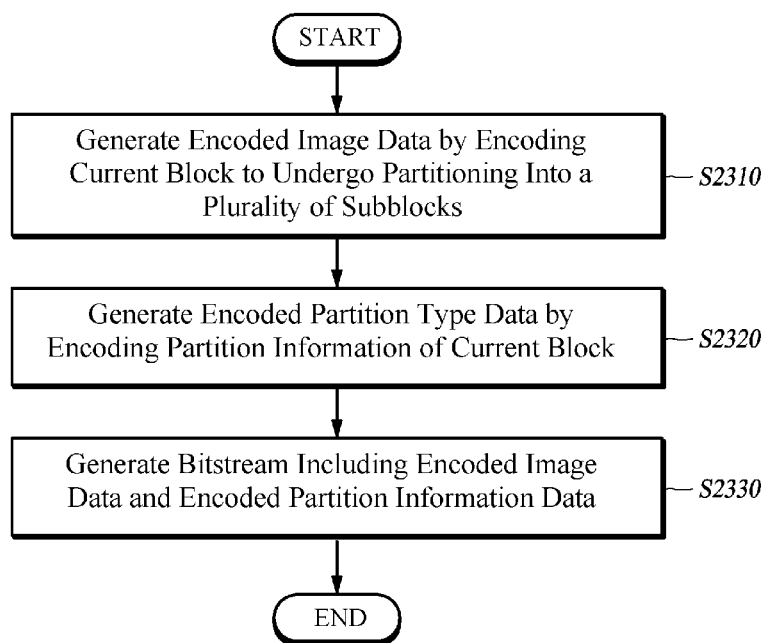 START
Generate Encoded Image Data by Encoding
Current Block to Undergo Partitioning Into a
Plurality of Subblocks
S2310
Generate Encoded Partition Type Data by
Encoding Partition Information of Current Block
S2320
Generate Bitstream Including Encoded Image
Data and Encoded Partition Information Data
S2330
END